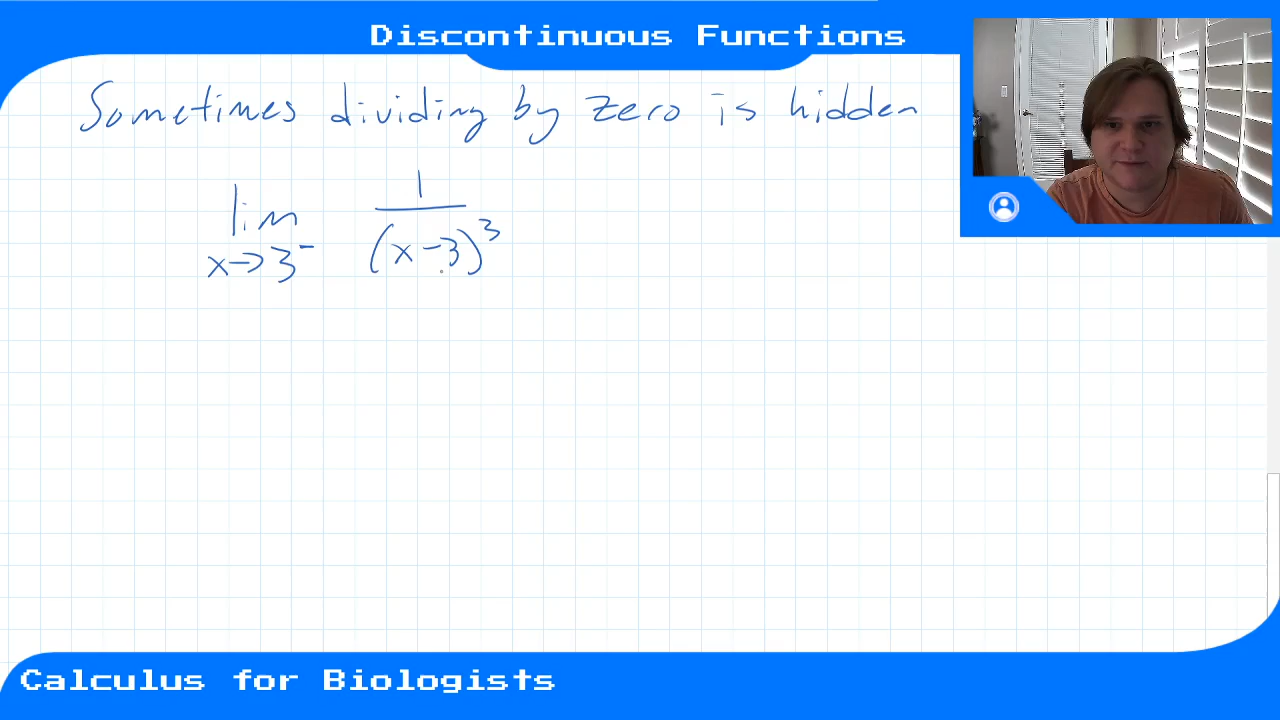 Discontinuous Functions
Sometimes dividing by zero is hidden
lim 1
x→3⁻ (x-3)³
Calculus for Biologists